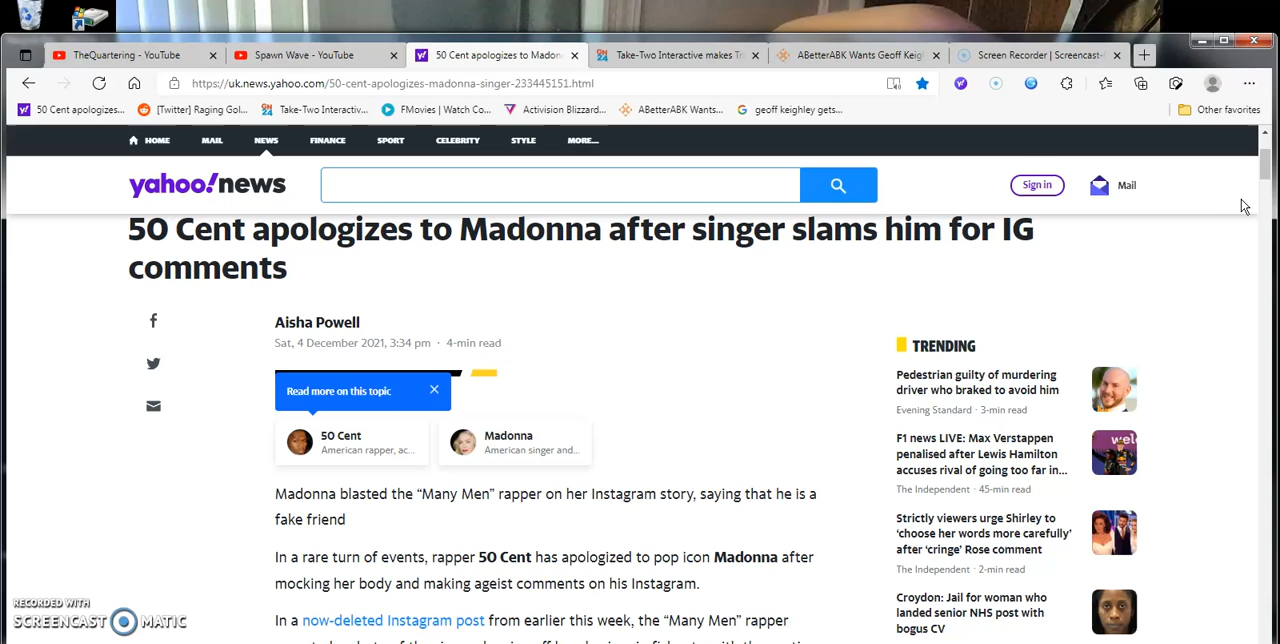 TheQuartering - YouTube
Spawn Wave - YouTube
50 Cent apologizes to Madon
Take-Two Interactive makes Tr
ABetterABK Wants Geoff Keigl
Screen Recorder | Screencast-
https://uk.news.yahoo.com/50-cent-apologizes-madonna-singer-233445151.html
50 Cent apologizes...
[Twitter] Raging Gol...
Take-Two Interactiv...
FMovies | Watch Co...
Activision Blizzard...
ABetterABK Wants...
geoff keighley gets...
Other favorites
HOME MAIL NEWS FINANCE SPORT CELEBRITY STYLE MORE...
yahoo!news
Sign in
Mail
50 Cent apologizes to Madonna after singer slams him for IG
comments
Aisha Powell
Sat, 4 December 2021, 3:34 pm · 4-min read
Read more on this topic
50 Cent
American rapper, ac...
Madonna
American singer and...
Madonna blasted the “Many Men” rapper on her Instagram story, saying that he is a
fake friend
In a rare turn of events, rapper 50 Cent has apologized to pop icon Madonna after
mocking her body and making ageist comments on his Instagram.
In a now-deleted Instagram post from earlier this week, the “Many Men” rapper
TRENDING
Pedestrian guilty of murdering
driver who braked to avoid him
Evening Standard · 3-min read
F1 news LIVE: Max Verstappen
penalised after Lewis Hamilton
accuses rival of going too far in...
The Independent · 45-min read
Strictly viewers urge Shirley to
‘choose her words more carefully’
after ‘cringe’ Rose comment
The Independent · 2-min read
Croydon: Jail for woman who
landed senior NHS post with
bogus CV
RECORDED WITH
SCREENCAST MATIC